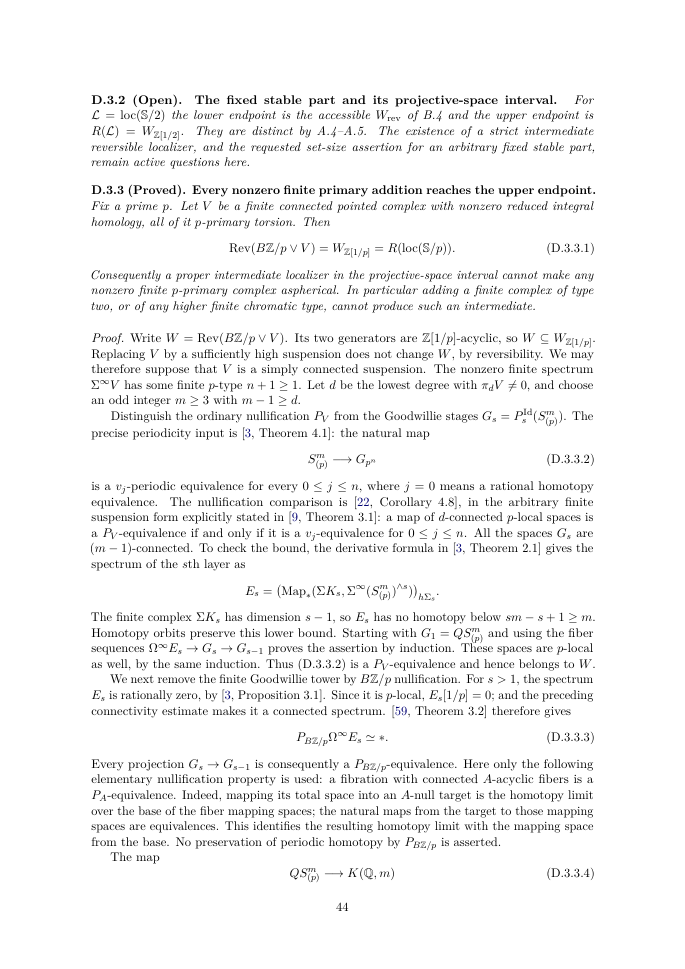 D.3.2 (Open). The fixed stable part and its projective-space interval. For
ℒ = loc(𝕊/2) the lower endpoint is the accessible W_rev of B.4 and the upper endpoint is
R(ℒ) = W_{ℤ[1/2]}. They are distinct by A.4–A.5. The existence of a strict intermediate
reversible localizer, and the requested set-size assertion for an arbitrary fixed stable part,
remain active questions here.
D.3.3 (Proved). Every nonzero finite primary addition reaches the upper endpoint.
Fix a prime p. Let V be a finite connected pointed complex with nonzero reduced integral
homology, all of it p-primary torsion. Then
Rev(Bℤ/p ∨ V) = W_{ℤ[1/p]} = R(loc(𝕊/p)). (D.3.3.1)
Consequently a proper intermediate localizer in the projective-space interval cannot make any
nonzero finite p-primary complex aspherical. In particular adding a finite complex of type
two, or of any higher finite chromatic type, cannot produce such an intermediate.
Proof. Write W = Rev(Bℤ/p ∨ V). Its two generators are ℤ[1/p]-acyclic, so W ⊆ W_{ℤ[1/p]}.
Replacing V by a sufficiently high suspension does not change W, by reversibility. We may
therefore suppose that V is a simply connected suspension. The nonzero finite spectrum
Σ^∞V has some finite p-type n + 1 ≥ 1. Let d be the lowest degree with π_dV ≠ 0, and choose
an odd integer m ≥ 3 with m − 1 ≥ d.
Distinguish the ordinary nullification P_V from the Goodwillie stages G_s = P_s^{Id}(S^m_{(p)}). The
precise periodicity input is [3, Theorem 4.1]: the natural map
S^m_{(p)} ⟶ G_{p^n} (D.3.3.2)
is a v_j-periodic equivalence for every 0 ≤ j ≤ n, where j = 0 means a rational homotopy
equivalence. The nullification comparison is [22, Corollary 4.8], in the arbitrary finite
suspension form explicitly stated in [9, Theorem 3.1]: a map of d-connected p-local spaces is
a P_V-equivalence if and only if it is a v_j-equivalence for 0 ≤ j ≤ n. All the spaces G_s are
(m − 1)-connected. To check the bound, the derivative formula in [3, Theorem 2.1] gives the
spectrum of the sth layer as
E_s = (Map_*(ΣK_s, Σ^∞(S^m_{(p)})^{∧s}))_{hΣ_s}.
The finite complex ΣK_s has dimension s − 1, so E_s has no homotopy below sm − s + 1 ≥ m.
Homotopy orbits preserve this lower bound. Starting with G_1 = QS^m_{(p)} and using the fiber
sequences Ω^∞E_s → G_s → G_{s−1} proves the assertion by induction. These spaces are p-local
as well, by the same induction. Thus (D.3.3.2) is a P_V-equivalence and hence belongs to W.
We next remove the finite Goodwillie tower by Bℤ/p nullification. For s > 1, the spectrum
E_s is rationally zero, by [3, Proposition 3.1]. Since it is p-local, E_s[1/p] = 0; and the preceding
connectivity estimate makes it a connected spectrum. [59, Theorem 3.2] therefore gives
P_{Bℤ/p}Ω^∞E_s ≃ *. (D.3.3.3)
Every projection G_s → G_{s−1} is consequently a P_{Bℤ/p}-equivalence. Here only the following
elementary nullification property is used: a fibration with connected A-acyclic fibers is a
P_A-equivalence. Indeed, mapping its total space into an A-null target is the homotopy limit
over the base of the fiber mapping spaces; the natural maps from the target to those mapping
spaces are equivalences. This identifies the resulting homotopy limit with the mapping space
from the base. No preservation of periodic homotopy by P_{Bℤ/p} is asserted.
The map
QS^m_{(p)} ⟶ K(ℚ, m) (D.3.3.4)
44